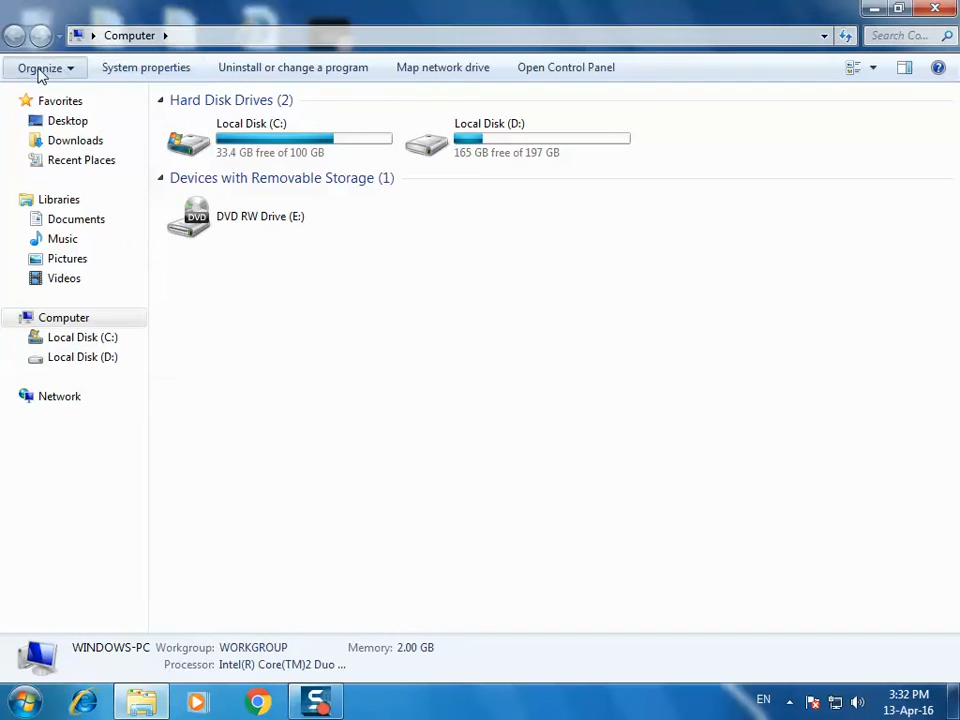 Computer
Search Co...
Organize
System properties
Uninstall or change a program
Map network drive
Open Control Panel
Favorites
Desktop
Downloads
Recent Places
Libraries
Documents
Music
Pictures
Videos
Computer
Local Disk (C:)
Local Disk (D:)
Network
Hard Disk Drives (2)
Local Disk (C:)
33.4 GB free of 100 GB
Local Disk (D:)
165 GB free of 197 GB
Devices with Removable Storage (1)
DVD
DVD RW Drive (E:)
WINDOWS-PC Workgroup: WORKGROUP Memory: 2.00 GB
Processor: Intel(R) Core(TM)2 Duo ...
S
EN
3:32 PM
13-Apr-16